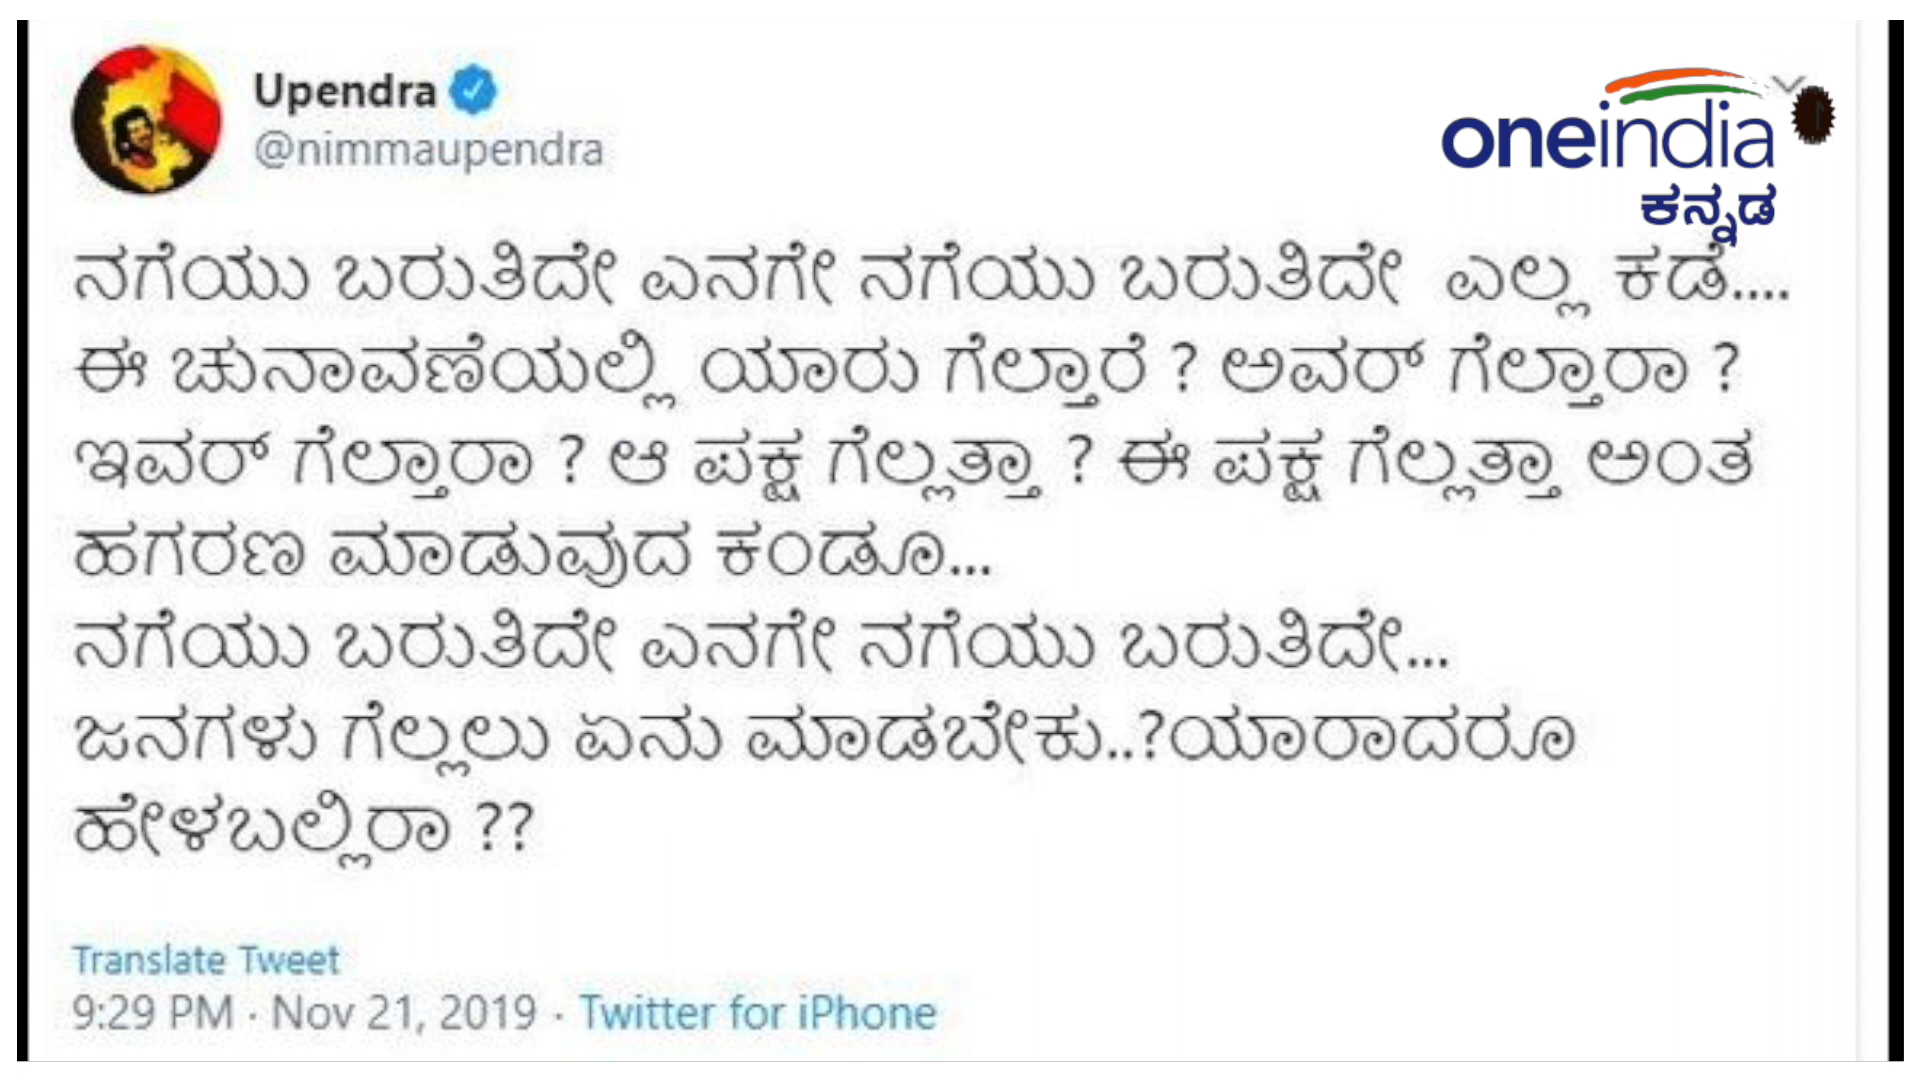 Upendra
@nimmaupendra
oneindia
ಕನ್ನಡ
ನಗೆಯು ಬರುತಿದೇ ಎನಗೇ ನಗೆಯು ಬರುತಿದೇ ಎಲ್ಲ ಕಡೆ....
ಈ ಚುನಾವಣೆಯಲ್ಲಿ ಯಾರು ಗೆಲ್ತಾರೆ ? ಅವರ್ ಗೆಲ್ತಾರಾ ?
ಇವರ್ ಗೆಲ್ತಾರಾ ? ಆ ಪಕ್ಷ ಗೆಲ್ಲತ್ತಾ ? ಈ ಪಕ್ಷ ಗೆಲ್ಲತ್ತಾ ಅಂತ
ಹಗರಣ ಮಾಡುವುದ ಕಂಡೂ...
ನಗೆಯು ಬರುತಿದೇ ಎನಗೇ ನಗೆಯು ಬರುತಿದೇ...
ಜನಗಳು ಗೆಲ್ಲಲು ಏನು ಮಾಡಬೇಕು..?ಯಾರಾದರೂ
ಹೇಳಬಲ್ಲಿರಾ ??
Translate Tweet
9:29 PM · Nov 21, 2019 · Twitter for iPhone